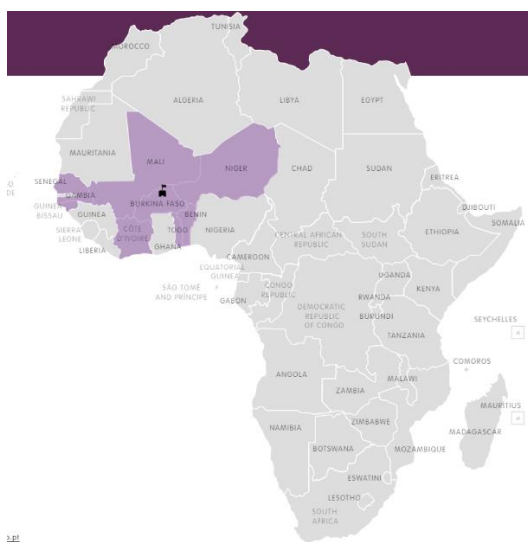 TUNISIA
MOROCCO
ALGERIA
LIBYA
EGYPT
SAHRAWI
REPUBLIC
MAURITANIA
MALI
NIGER
CHAD
SUDAN
ERITREA
SENEGAL
GAMBIA
GUINEA
BISSAU
GUINEA
BURKINA FASO
BENIN
DJIBOUTI
SOMALIA
SIERRA
LEONE
LIBERIA
CÔTE
D'IVOIRE
GHANA
TOGO
NIGERIA
CENTRAL AFRICAN
REPUBLIC
SOUTH
SUDAN
ETHIOPIA
CAMEROON
EQUATORIAL
GUINEA
SÃO TOMÉ
AND PRÍNCIPE
GABON
CONGO
REPUBLIC
DEMOCRATIC
REPUBLIC
OF CONGO
UGANDA
KENYA
RWANDA
BURUNDI
TANZANIA
SEYCHELLES
COMOROS
ANGOLA
ZAMBIA
MALAWI
MAURITIUS
MADAGASCAR
NAMIBIA
ZIMBABWE
BOTSWANA
MOZAMBIQUE
ESWATINI
LESOTHO
SOUTH
AFRICA
O
DE
o.pt